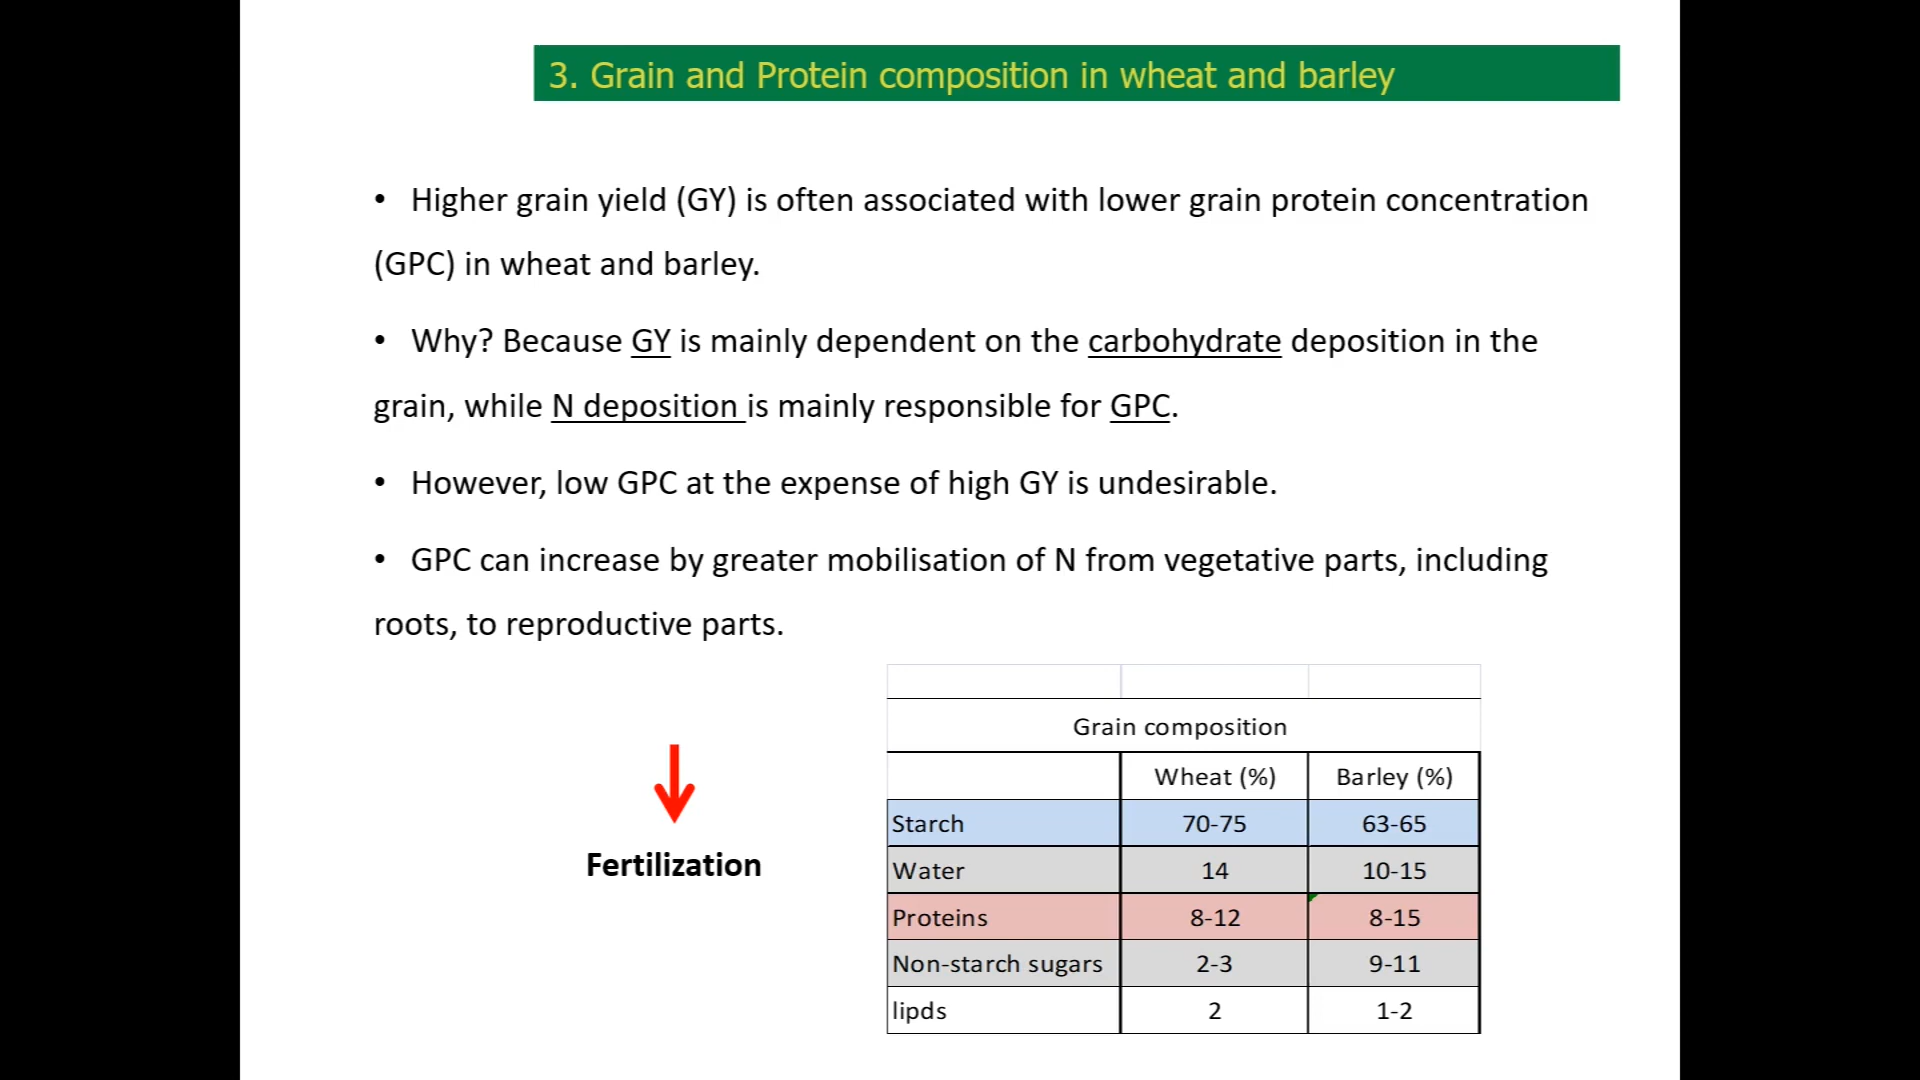 3. Grain and Protein composition in wheat and barley
• Higher grain yield (GY) is often associated with lower grain protein concentration
(GPC) in wheat and barley.
• Why? Because GY is mainly dependent on the carbohydrate deposition in the
grain, while N deposition is mainly responsible for GPC.
• However, low GPC at the expense of high GY is undesirable.
• GPC can increase by greater mobilisation of N from vegetative parts, including
roots, to reproductive parts.
Fertilization
Grain composition
Wheat (%) Barley (%)
Starch 70-75 63-65
Water 14 10-15
Proteins 8-12 8-15
Non-starch sugars 2-3 9-11
lipds 2 1-2